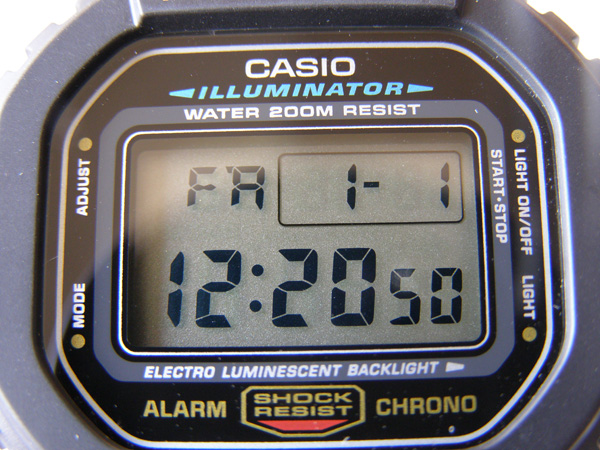 CASIO
ILLUMINATOR
WATER 200M RESIST
ADJUST
MODE
LIGHT ON/OFF
START·STOP
LIGHT
FR 1- 1
12:20 50
ELECTRO LUMINESCENT BACKLIGHT
ALARM
SHOCK
RESIST
CHRONO